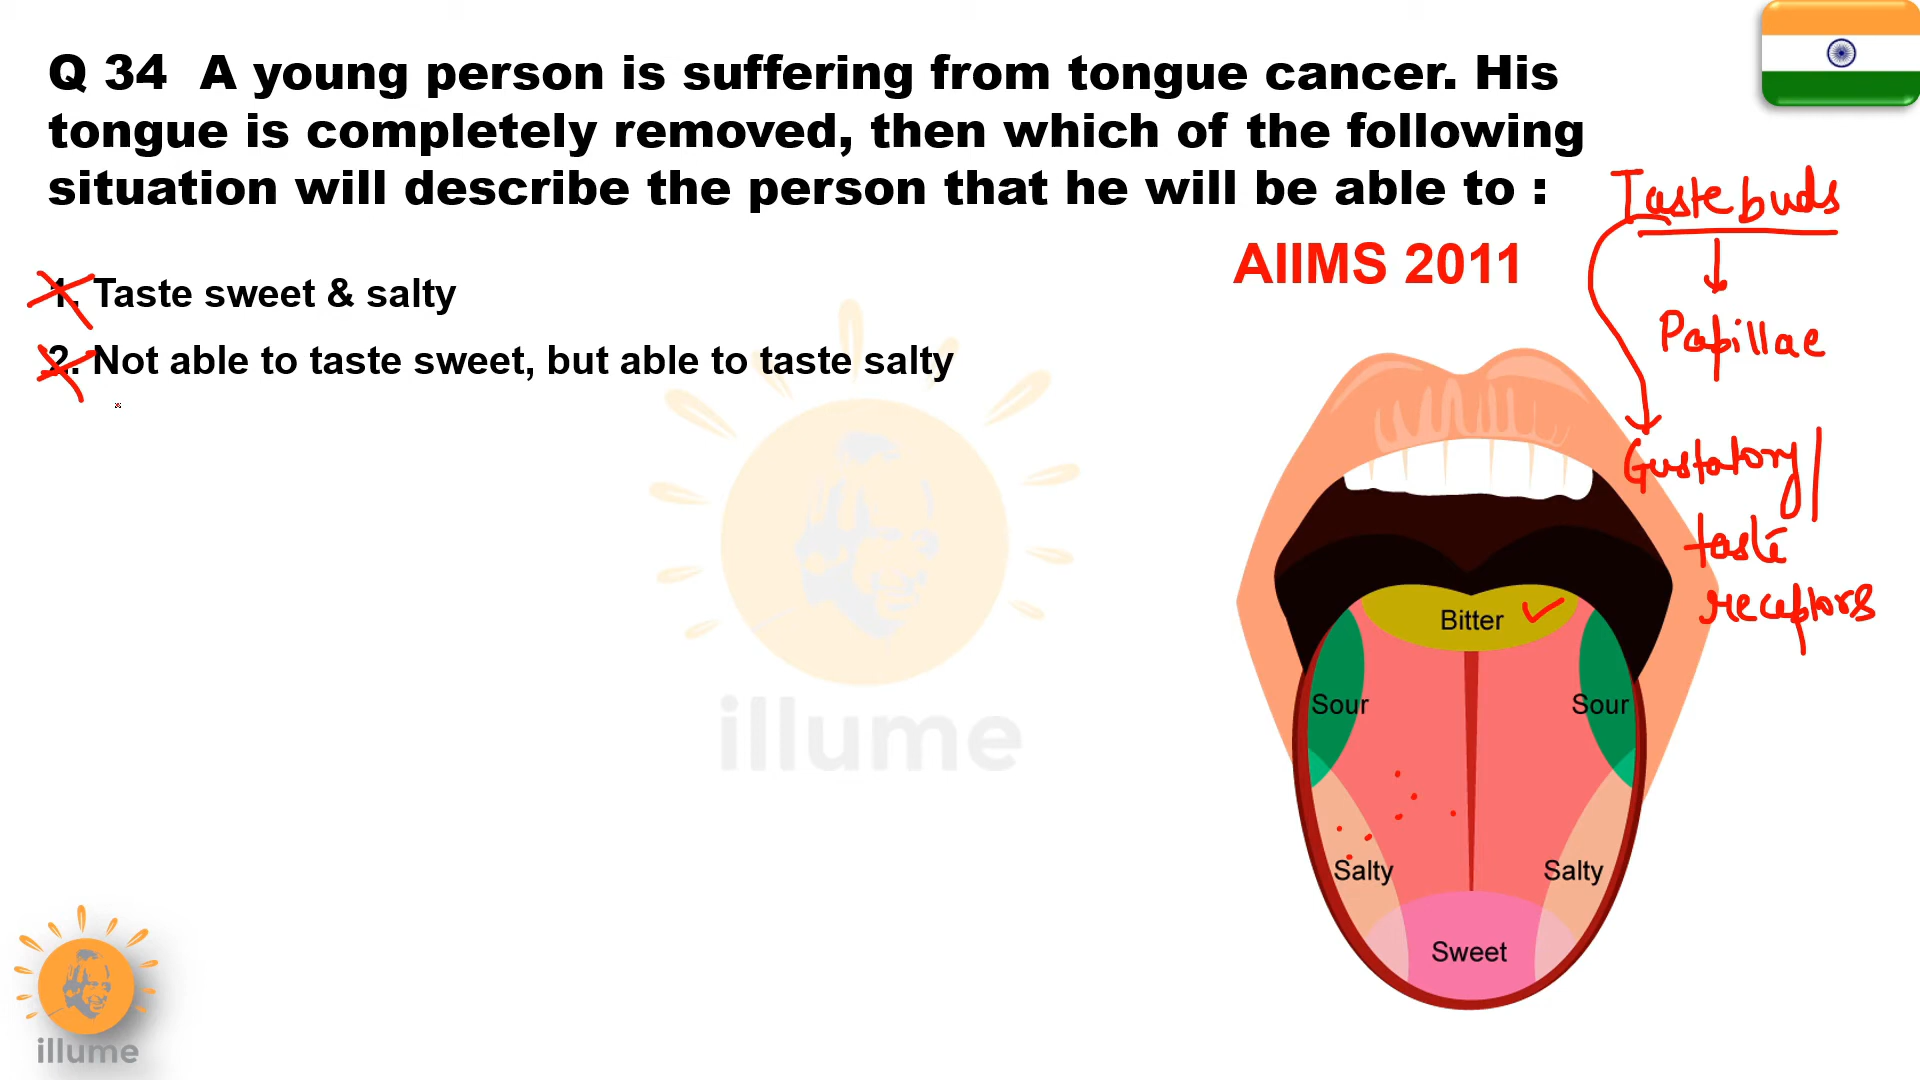 Q 34 A young person is suffering from tongue cancer. His
tongue is completely removed, then which of the following
situation will describe the person that he will be able to :
AIIMS 2011
1. Taste sweet & salty
2. Not able to taste sweet, but able to taste salty
Taste buds
Papillae
Gustatory/
taste
receptors
Bitter
Sour
Sour
Salty
Salty
Sweet
illume
illume